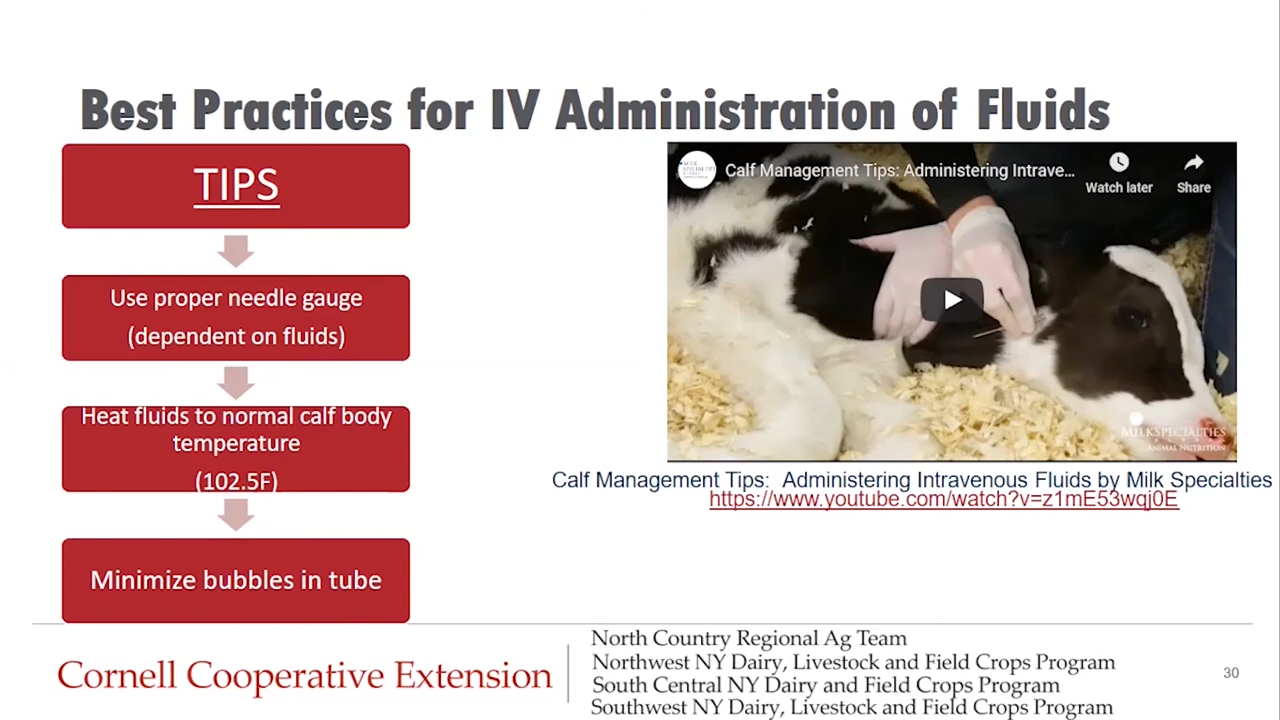 Best Practices for IV Administration of Fluids
TIPS
Use proper needle gauge
(dependent on fluids)
Heat fluids to normal calf body
temperature
(102.5F)
Minimize bubbles in tube
Calf Management Tips: Administering Intrave...
Watch later
Share
MILK SPECIALTIES
ANIMAL NUTRITION
Calf Management Tips:  Administering Intravenous Fluids by Milk Specialties
https://www.youtube.com/watch?v=z1mE53wqj0E
Cornell Cooperative Extension
North Country Regional Ag Team
Northwest NY Dairy, Livestock and Field Crops Program
South Central NY Dairy and Field Crops Program
Southwest NY Dairy, Livestock and Field Crops Program
30